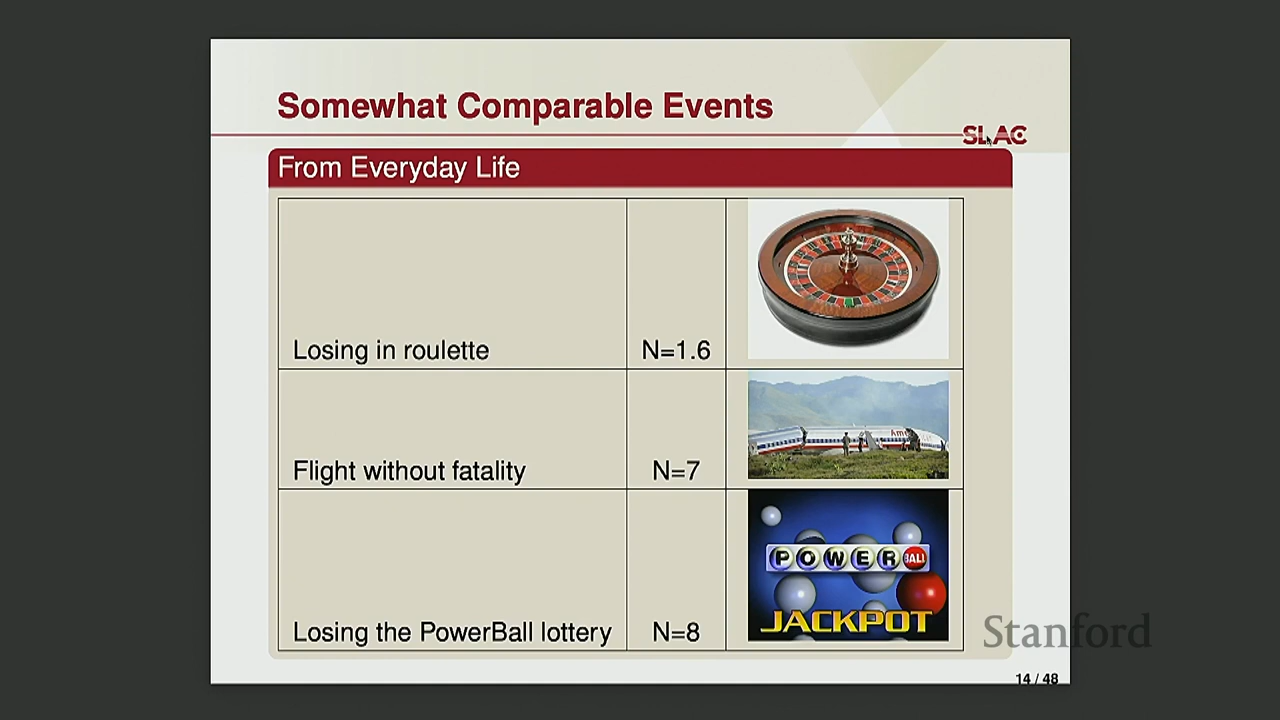 Somewhat Comparable Events
SLAC
From Everyday Life
Losing in roulette
N=1.6
Flight without fatality
N=7
Ame
Losing the PowerBall lottery
N=8
POWERBALL
JACKPOT
Stanford
14 / 48